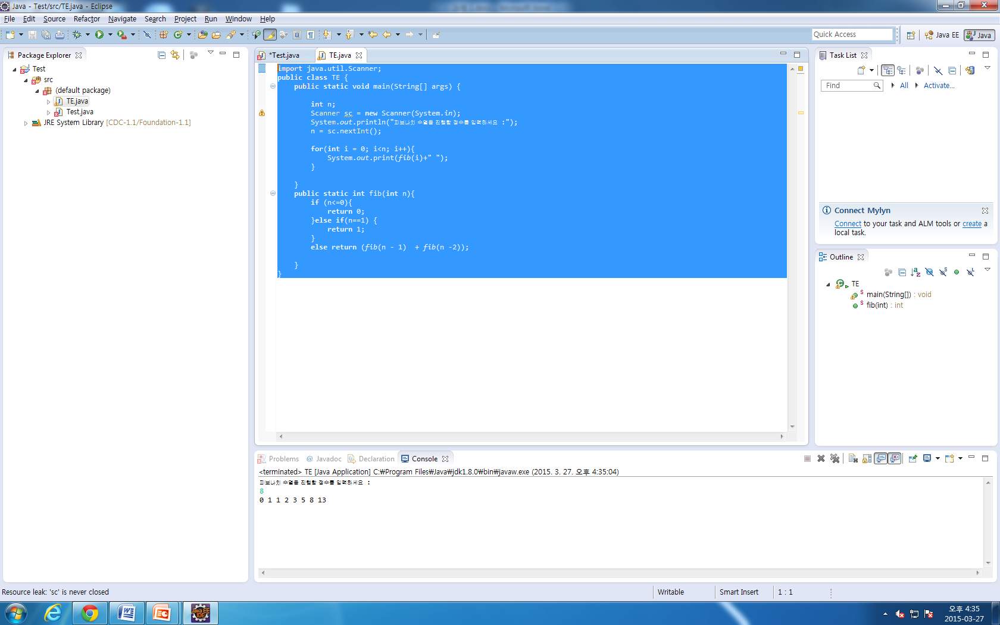 Java - Test/src/TE.java - Eclipse
File Edit Source Refactor Navigate Search Project Run Window Help
Quick Access
Java EE
Java
Package Explorer
Test
src
(default package)
TE.java
Test.java
JRE System Library [CDC-1.1/Foundation-1.1]
*Test.java
TE.java
import java.util.Scanner;
public class TE {
public static void main(String[] args) {
int n;
Scanner sc = new Scanner(System.in);
System.out.println("피보나치 수열을 진행할 점수를 입력하세요 :");
n = sc.nextInt();
for(int i = 0; i<n; i++){
System.out.print(fib(i)+" ");
}
}
public static int fib(int n){
if (n<=0){
return 0;
}else if(n==1) {
return 1;
}
else return (fib(n - 1)  + fib(n -2));
}
}
Task List
Find
All
Activate...
Connect Mylyn
Connect to your task and ALM tools or create a
local task.
Outline
TE
main(String[]) : void
fib(int) : int
Problems @ Javadoc Declaration Console
<terminated> TE [Java Application] C:₩Program Files₩Java₩jdk1.8.0₩bin₩javaw.exe (2015. 3. 27. 오후 4:35:04)
피보나치 수열을 진행할 점수를 입력하세요 :
8
0 1 1 2 3 5 8 13
Resource leak: 'sc' is never closed
Writable
Smart Insert
1 : 1
오후 4:35
2015-03-27